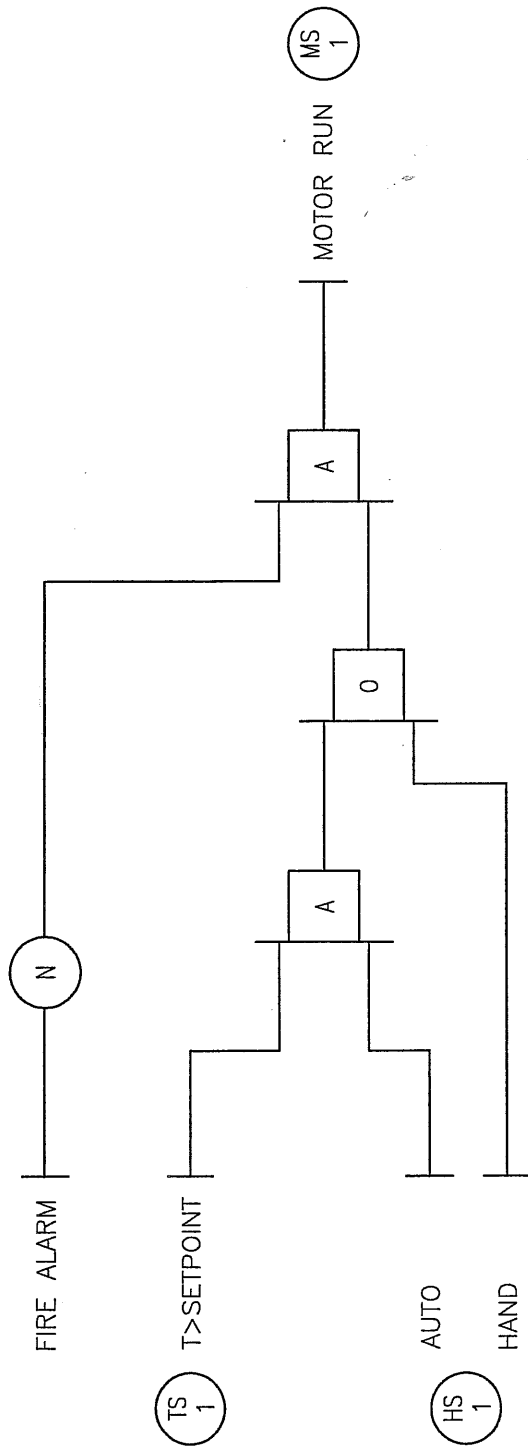 FIRE ALARM
N
TS
1
T>SETPOINT
A
A
MOTOR RUN
MS
1
O
HS
1
AUTO
HAND